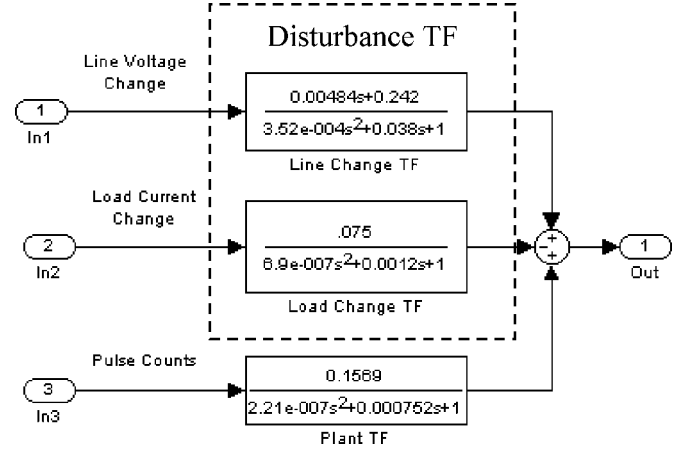 Disturbance TF
Line Voltage
Change
1
In1
0.00484s+0.242
3.52e-004s2+0.038s+1
Line Change TF
Load Current
Change
2
In2
.075
6.9e-007s2+0.0012s+1
Load Change TF
+
-
+
1
Out
Pulse Counts
3
In3
0.1569
2.21e-007s2+0.000752s+1
Plant TF